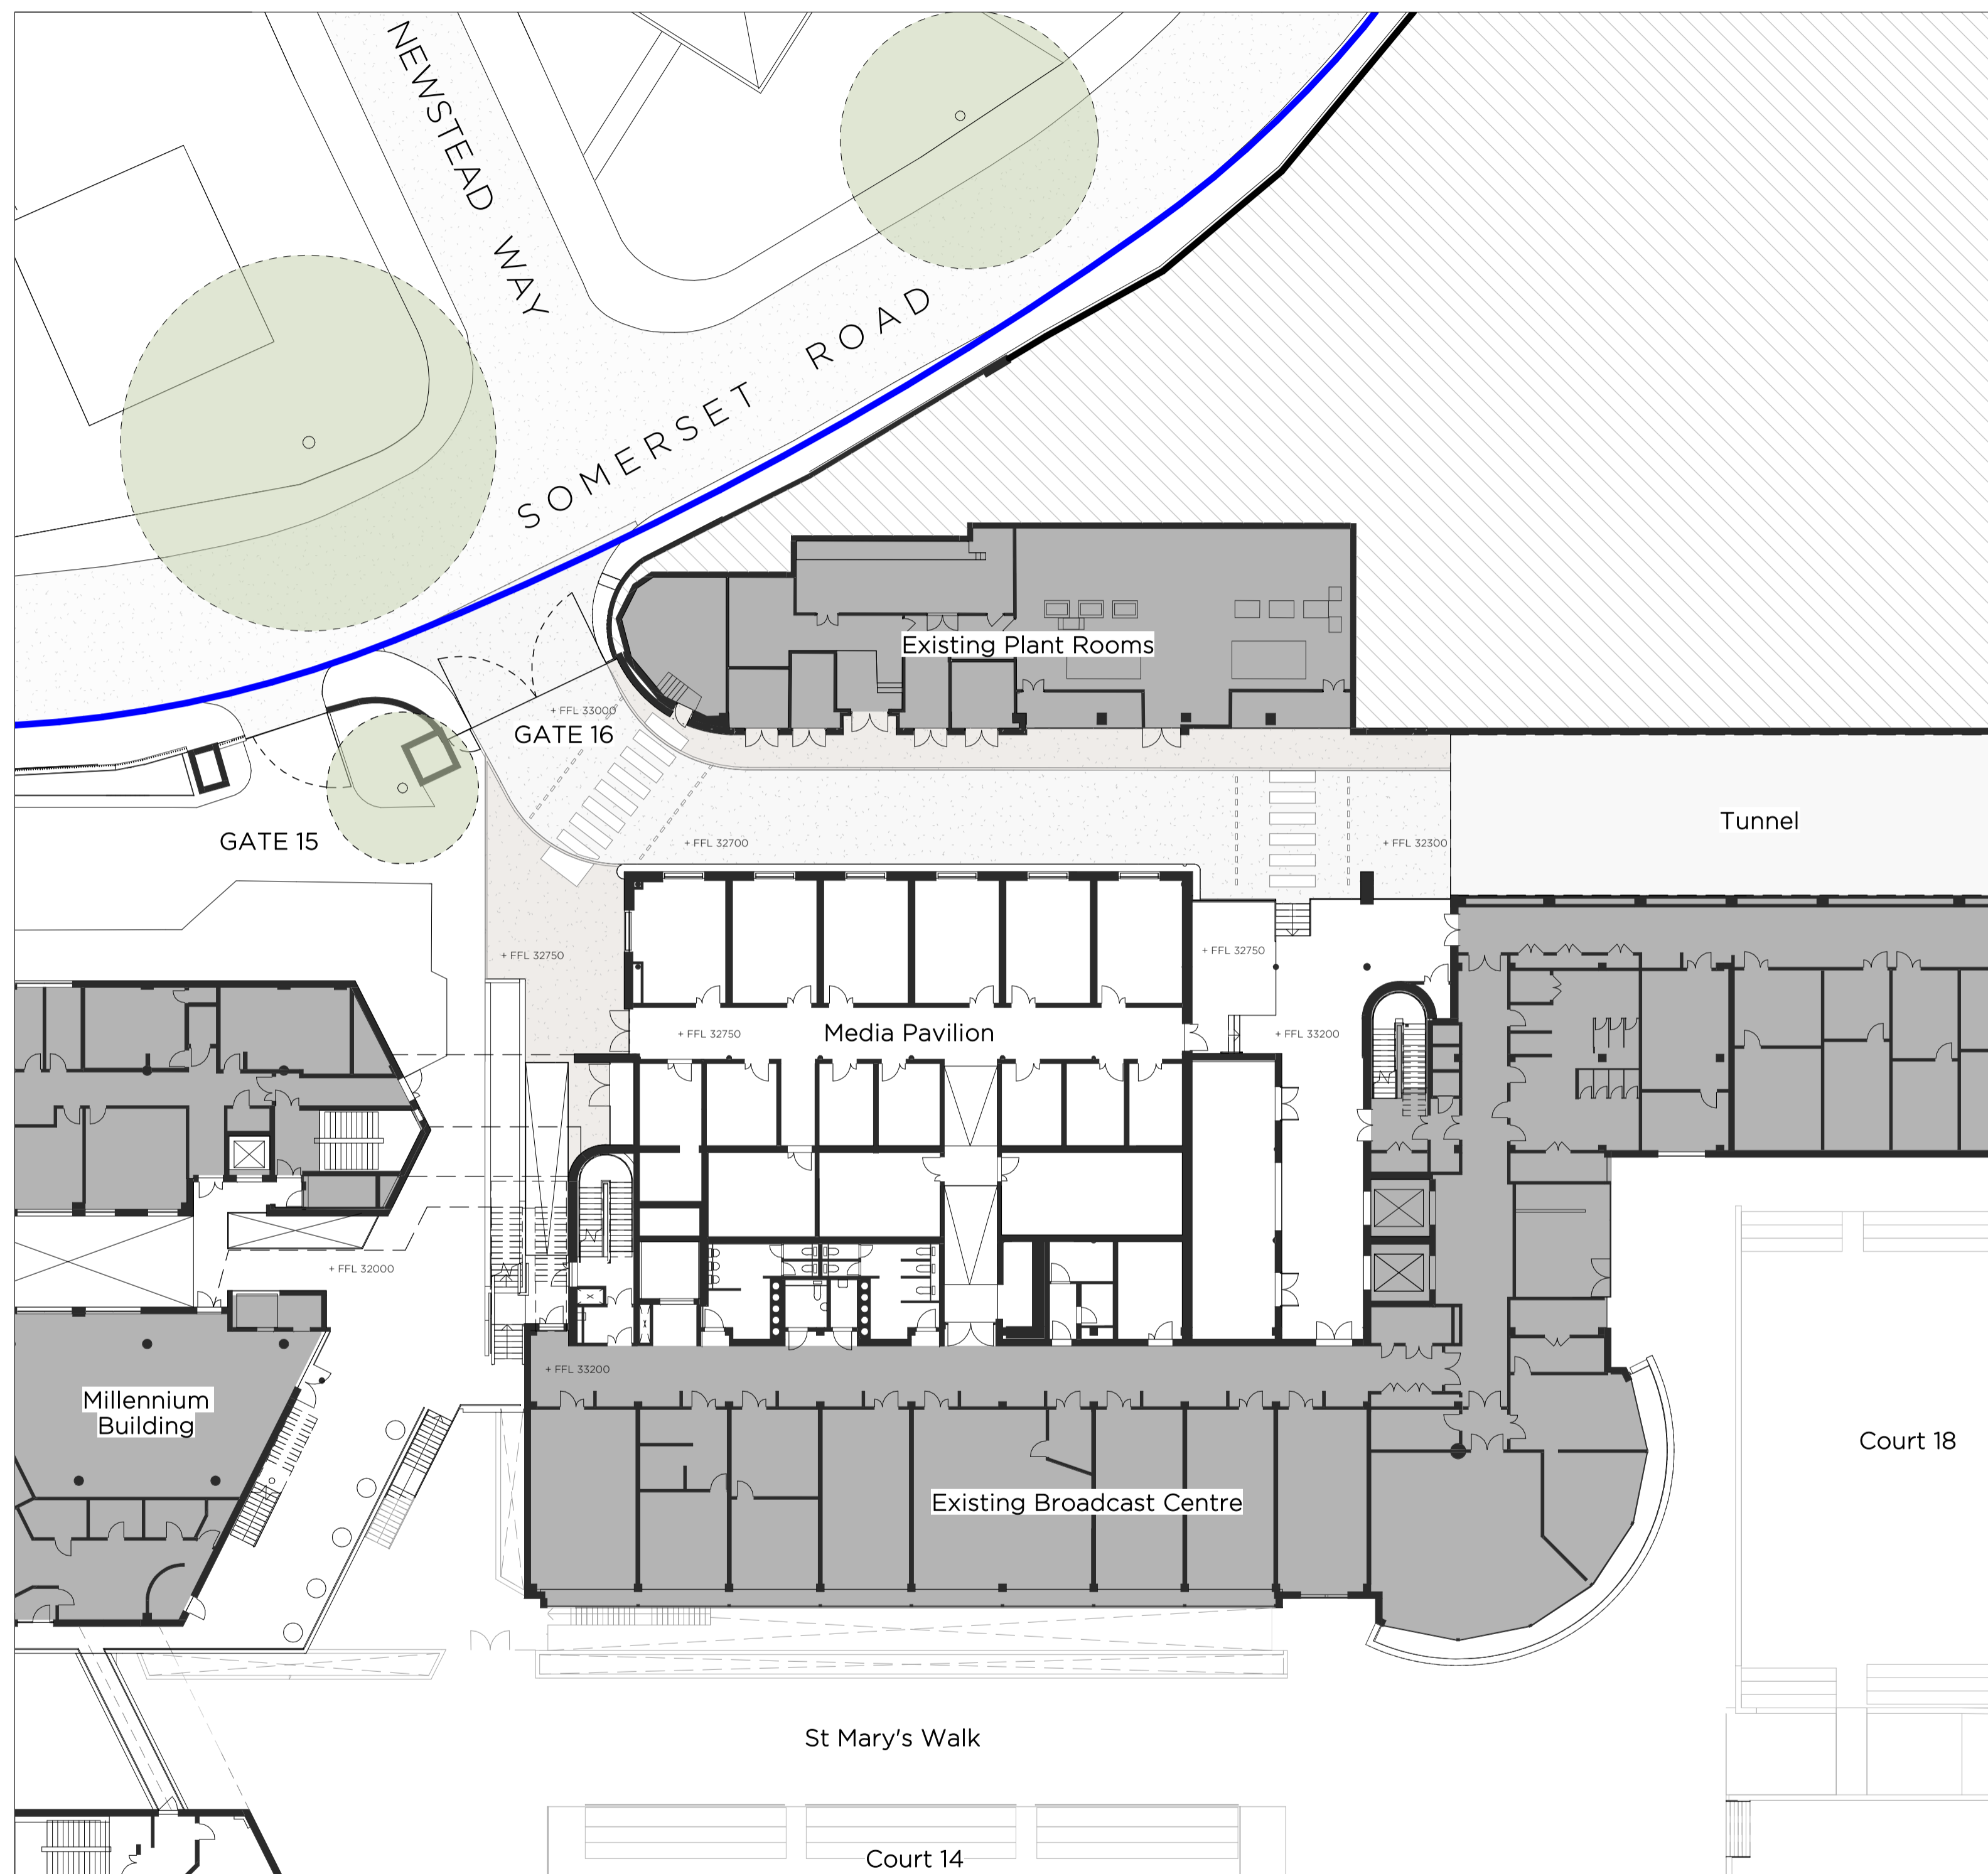 NEWSTEAD WAY
SOMERSET ROAD
Existing Plant Rooms
+ FFL 33000
GATE 16
Tunnel
GATE 15
+ FFL 32700
+ FFL 32300
+ FFL 32750
+ FFL 32750
+ FFL 32750
Media Pavilion
+ FFL 33200
+ FFL 32000
+ FFL 33200
Millennium
Building
Court 18
Existing Broadcast Centre
St Mary's Walk
Court 14